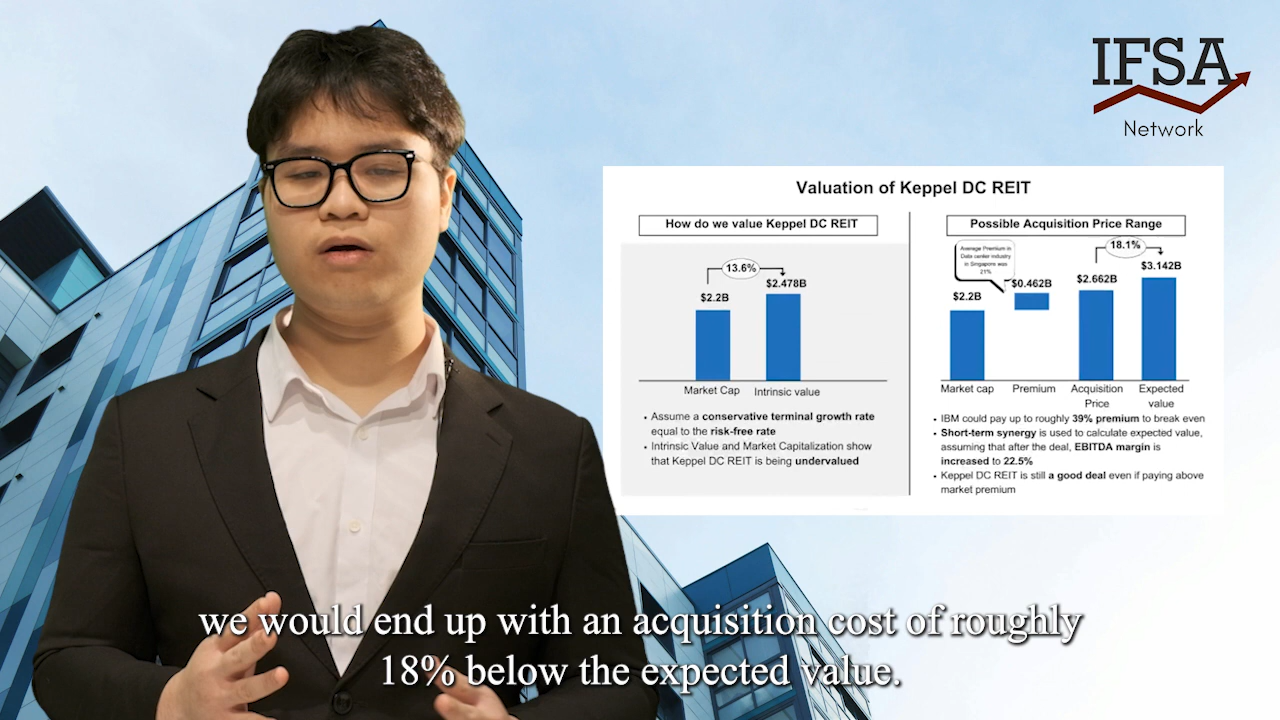 IFSA
Network
Valuation of Keppel DC REIT
How do we value Keppel DC REIT
13.6%
$2.2B
$2.478B
Market Cap
Intrinsic value
• Assume a conservative terminal growth rate
equal to the risk-free rate
• Intrinsic Value and Market Capitalization show
that Keppel DC REIT is being undervalued
Possible Acquisition Price Range
Average Premium in
Data center industry
in Singapore was
21%
18.1%
$2.2B
$0.462B
$2.662B
$3.142B
Market cap
Premium
Acquisition
Price
Expected
value
• IBM could pay up to roughly 39% premium to break even
• Short-term synergy is used to calculate expected value,
assuming that after the deal, EBITDA margin is
increased to 22.5%
• Keppel DC REIT is still a good deal even if paying above
market premium
we would end up with an acquisition cost of roughly
18% below the expected value.